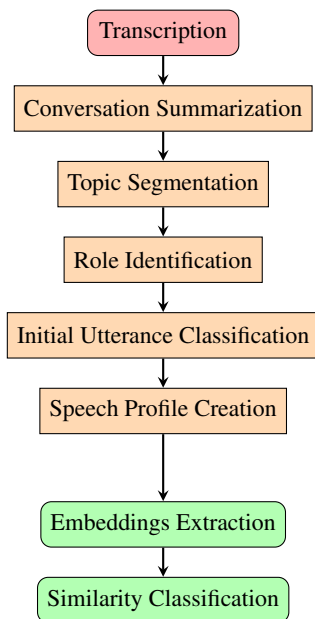 Transcription
Conversation Summarization
Topic Segmentation
Role Identification
Initial Utterance Classification
Speech Profile Creation
Embeddings Extraction
Similarity Classification